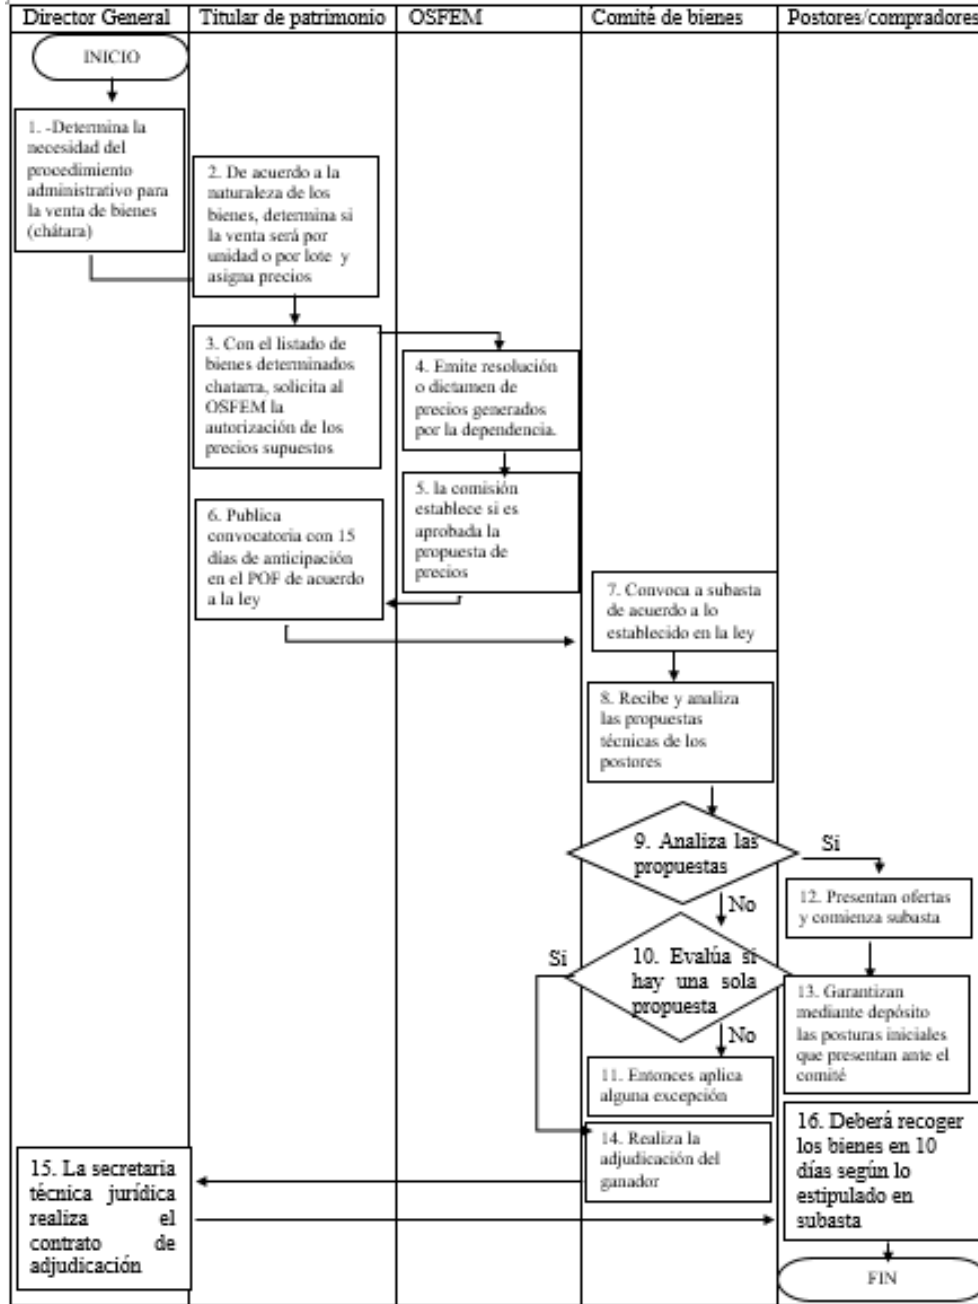 Director General
Titular de patrimonio
OSFEM
Comité de bienes
Postores/compradores
INICIO
1. -Determina la
necesidad del
procedimiento
administrativo para
la venta de bienes
(chátara)
2. De acuerdo a la
naturaleza de los
bienes, determina si
la venta será por
unidad o por lote y
asigna precios
3. Con el listado de
bienes determinados
chatarra, solicita al
OSFEM la
autorización de los
precios supuestos
4. Emite resolución
o dictamen de
precios generados
por la dependencia.
5. la comisión
establece si es
aprobada la
propuesta de
precios
6. Publica
convocatoria con 15
días de anticipación
en el POF de acuerdo
a la ley
7. Convoca a subasta
de acuerdo a lo
establecido en la ley
8. Recibe y analiza
las propuestas
técnicas de los
postores
9. Analiza las
propuestas
Si
No
12. Presentan ofertas
y comienza subasta
10. Evalúa si
hay una sola
propuesta
Si
No
13. Garantizan
mediante depósito
las posturas iniciales
que presentan ante el
comité
11. Entonces aplica
alguna excepción
14. Realiza la
adjudicación del
ganador
15. La secretaria
técnica jurídica
realiza el
contrato de
adjudicación
16. Deberá recoger
los bienes en 10
días según lo
estipulado en
subasta
FIN